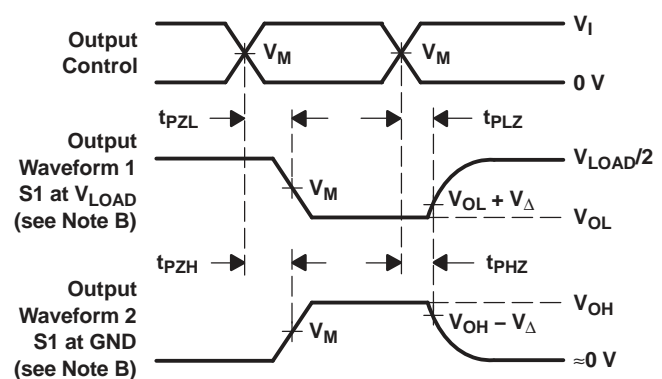 Output
Control
V_M
V_M
V_I
0 V
t_PZL
t_PLZ
Output
Waveform 1
S1 at V_LOAD
(see Note B)
V_M
V_LOAD/2
V_OL + V_Δ
V_OL
t_PZH
t_PHZ
Output
Waveform 2
S1 at GND
(see Note B)
V_M
V_OH
V_OH − V_Δ
≈0 V